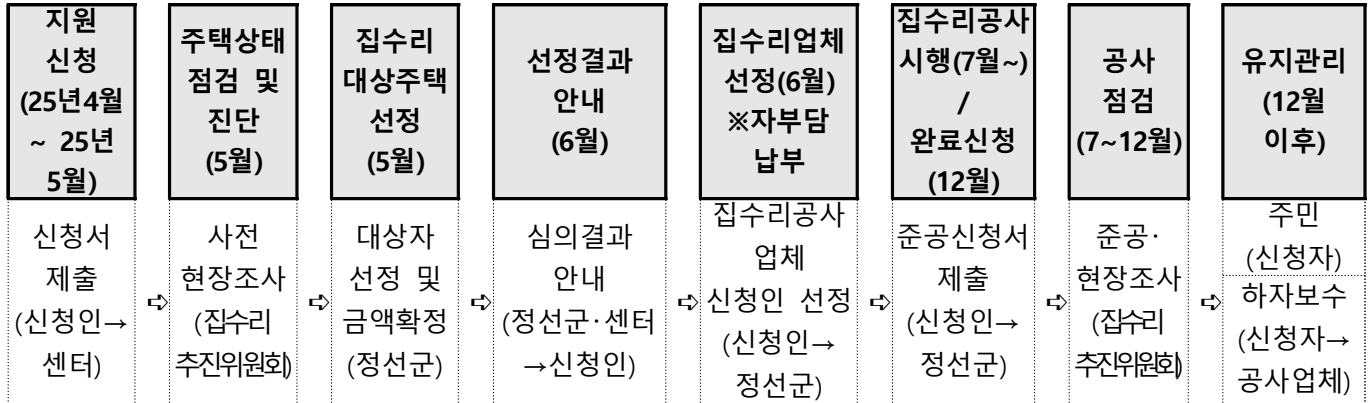 지원
신청
(25년4월
~ 25년
5월)
주택상태
점검 및
진단
(5월)
집수리
대상주택
선정
(5월)
선정결과
안내
(6월)
집수리업체
선정(6월)
※자부담
납부
집수리공사
시행(7월~)
/
완료신청
(12월)
공사
점검
(7~12월)
유지관리
(12월
이후)
신청서
제출
(신청인→
센터)
⇨
사전
현장조사
(집수리
추진위원회)
⇨
대상자
선정 및
금액확정
(정선군)
⇨
심의결과
안내
(정선군·센터
→신청인)
⇨
집수리공사
업체
신청인 선정
(신청인→
정선군)
⇨
준공신청서
제출
(신청인→
정선군)
⇨
준공·
현장조사
(집수리
추진위원회)
⇨
주민
(신청자)
하자보수
(신청자→
공사업체)